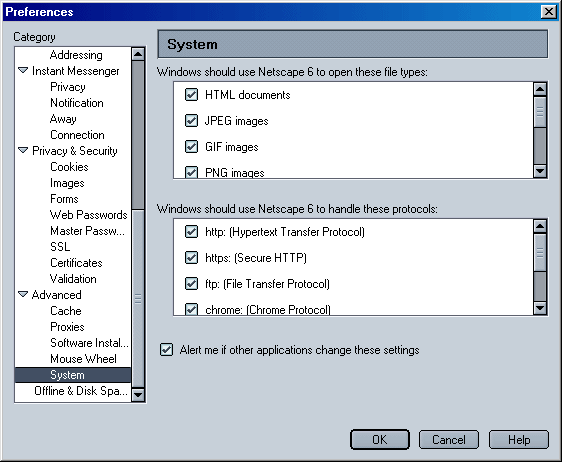 Preferences
Category
Addressing
Instant Messenger
Privacy
Notification
Away
Connection
Privacy & Security
Cookies
Images
Forms
Web Passwords
Master Passw...
SSL
Certificates
Validation
Advanced
Cache
Proxies
Software Instal...
Mouse Wheel
System
Offline & Disk Spa...
System
Windows should use Netscape 6 to open these file types:
HTML documents
JPEG images
GIF images
PNG images
Windows should use Netscape 6 to handle these protocols:
http: (Hypertext Transfer Protocol)
https: (Secure HTTP)
ftp: (File Transfer Protocol)
chrome: (Chrome Protocol)
Alert me if other applications change these settings
OK
Cancel
Help